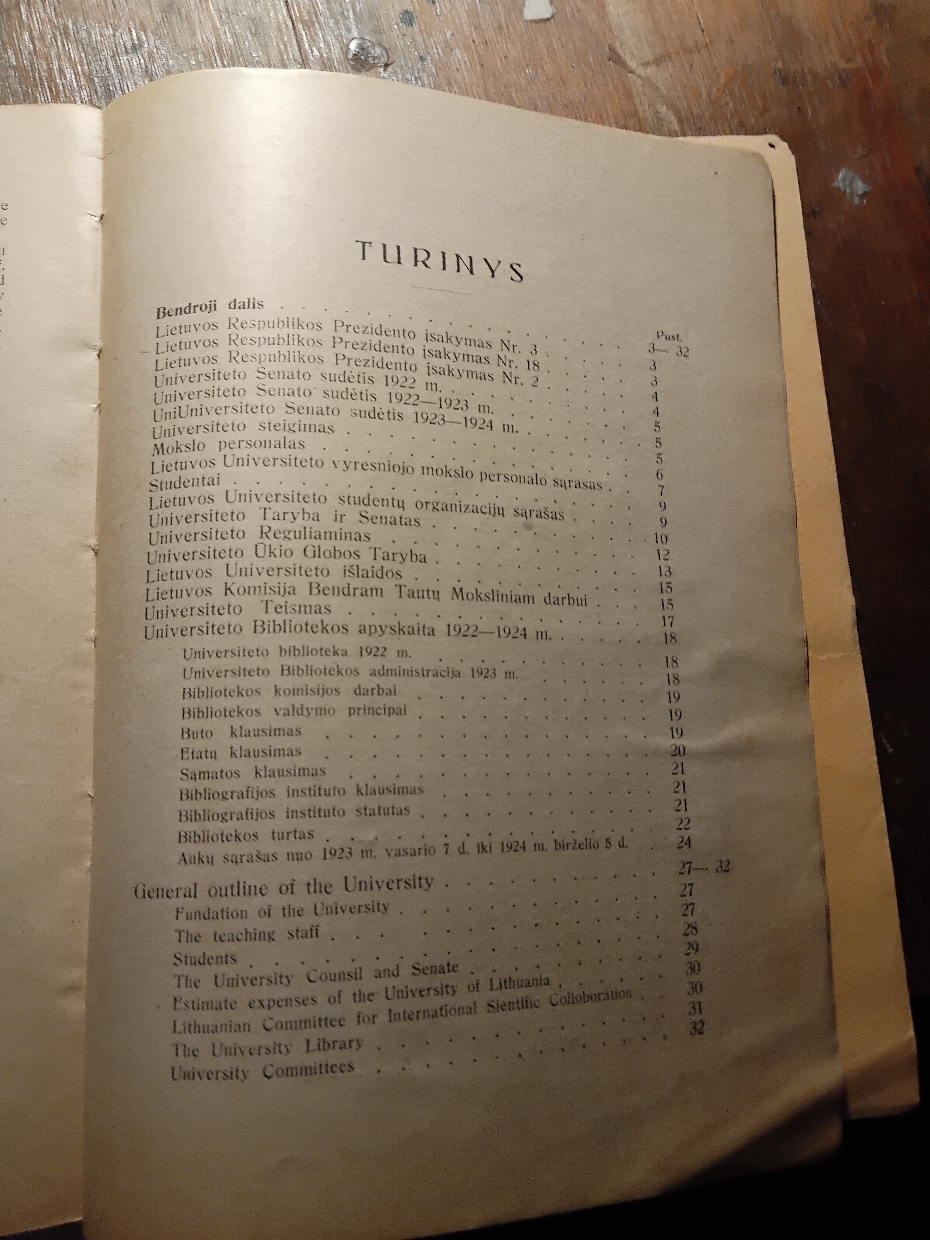 TURINYS
Pusl.
Bendroji dalis . . . . . . . . . . . . . 3— 32
Lietuvos Respublikos Prezidento įsakymas Nr. 3 . . . . . 3
Lietuvos Respublikos Prezidento įsakymas Nr. 18 . . . . . 3
Lietuvos Respublikos Prezidento įsakymas Nr. 2 . . . . . 4
Universiteto Senato sudėtis 1922 m. . . . . . . . 4
Universiteto Senato sudėtis 1922—1923 m. . . . . . . 5
UniUniversiteto Senato sudėtis 1923—1924 m. . . . . . 5
Universiteto steigimas . . . . . . . . . . . 5
Mokslo personalas . . . . . . . . . . . . 6
Lietuvos Universiteto vyresniojo mokslo personalo sąrašas . . 7
Studentai . . . . . . . . . . . . . . 9
Lietuvos Universiteto studentų organizacijų sąrašas . . . . 9
Universiteto Taryba ir Senatas . . . . . . . . . 10
Universiteto Reguliaminas . . . . . . . . . . 12
Universiteto Ūkio Globos Taryba . . . . . . . . . 13
Lietuvos Universiteto išlaidos . . . . . . . . . 15
Lietuvos Komisija Bendram Tautų Moksliniam darbui . . . 15
Universiteto Teismas . . . . . . . . . . . . 17
Universiteto Bibliotekos apyskaita 1922—1924 m. . . . . . 18
Universiteto biblioteka 1922 m. . . . . . . . . 18
Universiteto Bibliotekos administracija 1923 m. . . . . . 18
Bibliotekos komisijos darbai . . . . . . . . . 19
Bibliotekos valdymo principai . . . . . . . . . 19
Buto klausimas . . . . . . . . . . . . . 19
Etatų klausimas . . . . . . . . . . . . . 20
Sąmatos klausimas . . . . . . . . . . . . 21
Bibliografijos instituto klausimas . . . . . . . . 21
Bibliografijos instituto statutas . . . . . . . . . 21
Bibliotekos turtas . . . . . . . . . . . . . 22
Aukų sąrašas nuo 1923 m. vasario 7 d. iki 1924 m. birželio 5 d. . 24
General outline of the University . . . . . . . . . 27— 32
Fundation of the University . . . . . . . . . . 27
The teaching staff . . . . . . . . . . . . 27
Students . . . . . . . . . . . . . . . 28
The University Counsil and Senate . . . . . . . . 29
Estimate expenses of the University of Lithuania . . . . . 30
Lithuanian Committee for International Sientific Colloboration . . 30
The University Library . . . . . . . . . . . 31
University Committees . . . . . . . . . . . 32